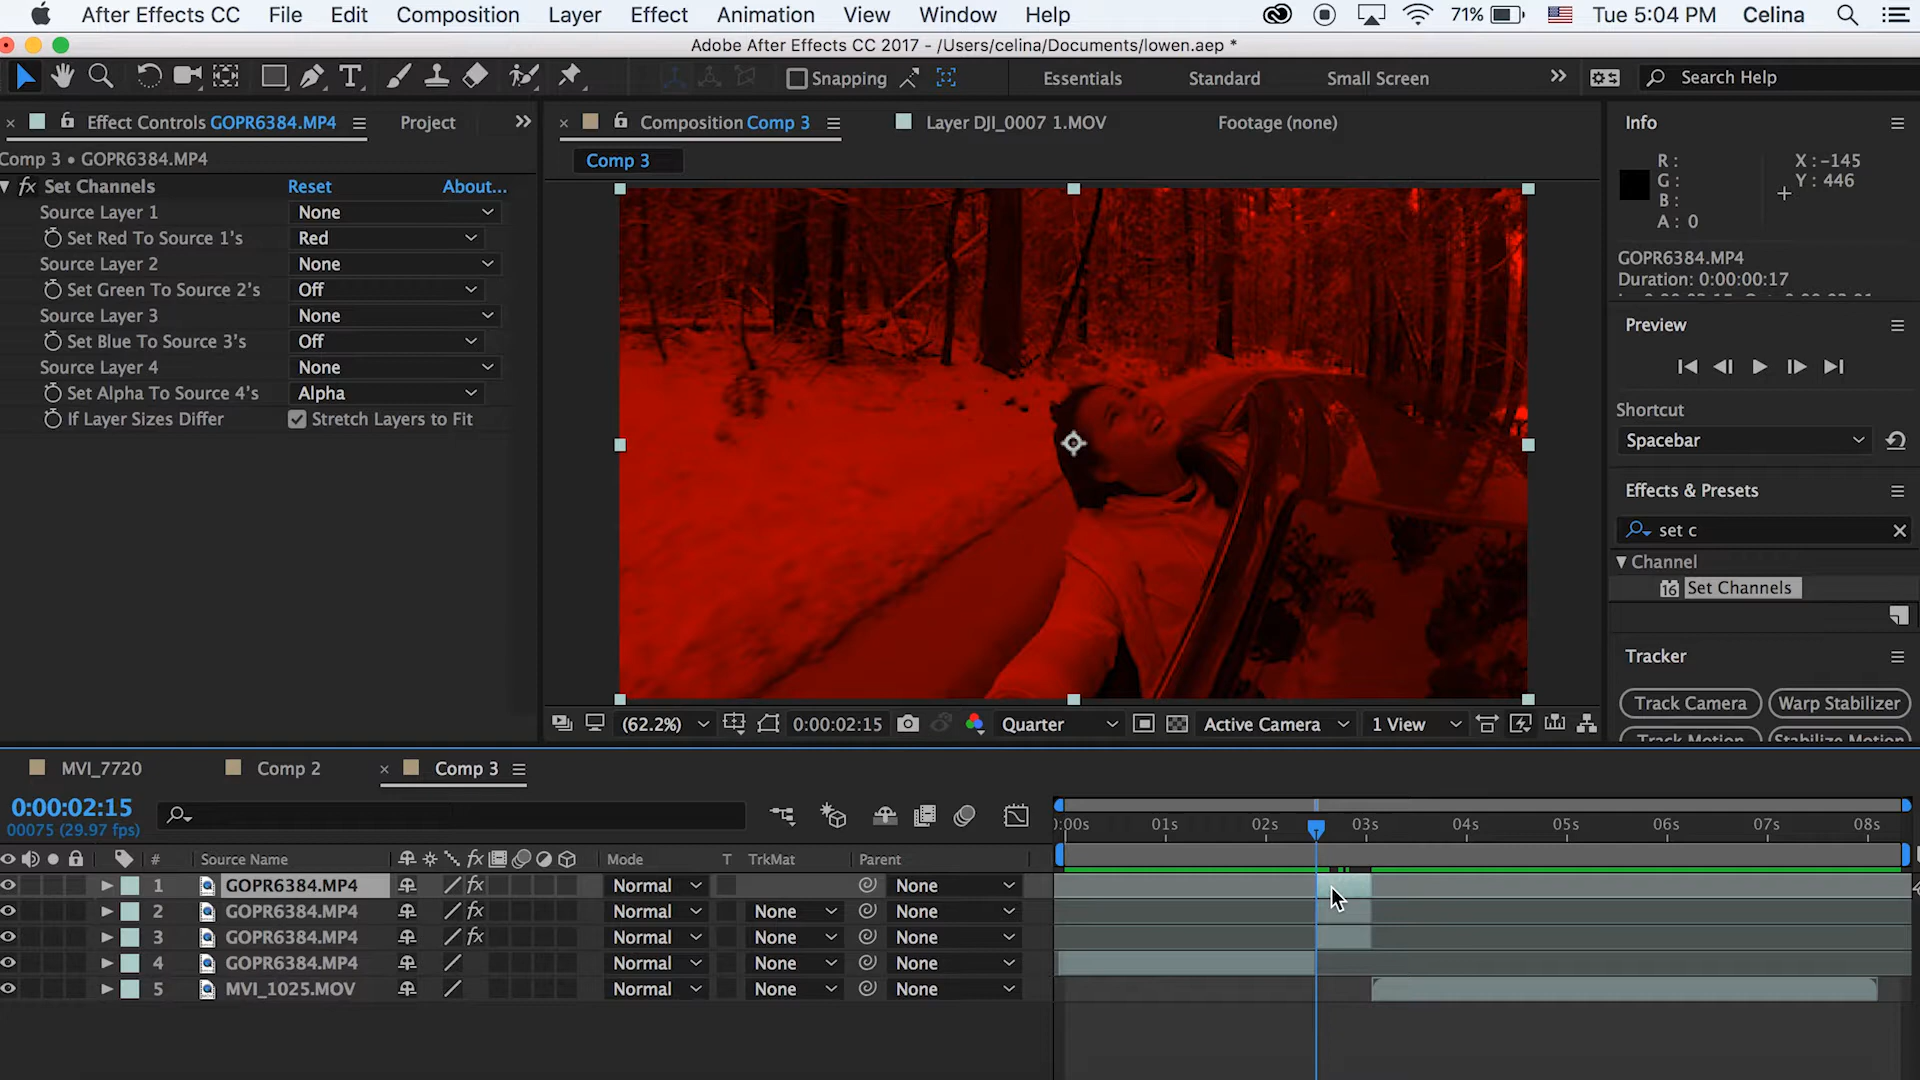 After Effects CC File Edit Composition Layer Effect Animation View Window Help 71% Tue 5:04 PM Celina
Adobe After Effects CC 2017 - /Users/celina/Documents/lowen.aep *
Snapping Essentials Standard Small Screen Search Help
Effect Controls GOPR6384.MP4 Project
Comp 3 • GOPR6384.MP4
fx Set Channels Reset About...
Source Layer 1 None
Set Red To Source 1's Red
Source Layer 2 None
Set Green To Source 2's Off
Source Layer 3 None
Set Blue To Source 3's Off
Source Layer 4 None
Set Alpha To Source 4's Alpha
If Layer Sizes Differ Stretch Layers to Fit
Composition Comp 3 Layer DJI_0007 1.MOV Footage (none)
Comp 3
(62.2%) 0:00:02:15 Quarter Active Camera 1 View
Info
R: X: -145
G: Y: 446
B:
A: 0
GOPR6384.MP4
Duration: 0:00:00:17
Preview
Shortcut
Spacebar
Effects & Presets
set c
Channel
16 Set Channels
Tracker
Track Camera Warp Stabilizer
Track Motion Stabilize Motion
MVI_7720 Comp 2 Comp 3
0:00:02:15
00075 (29.97 fps)
:00s 01s 02s 03s 04s 05s 06s 07s 08s
# Source Name fx Mode T TrkMat Parent
1 GOPR6384.MP4 fx Normal None
2 GOPR6384.MP4 fx Normal None None
3 GOPR6384.MP4 fx Normal None None
4 GOPR6384.MP4 Normal None None
5 MVI_1025.MOV Normal None None